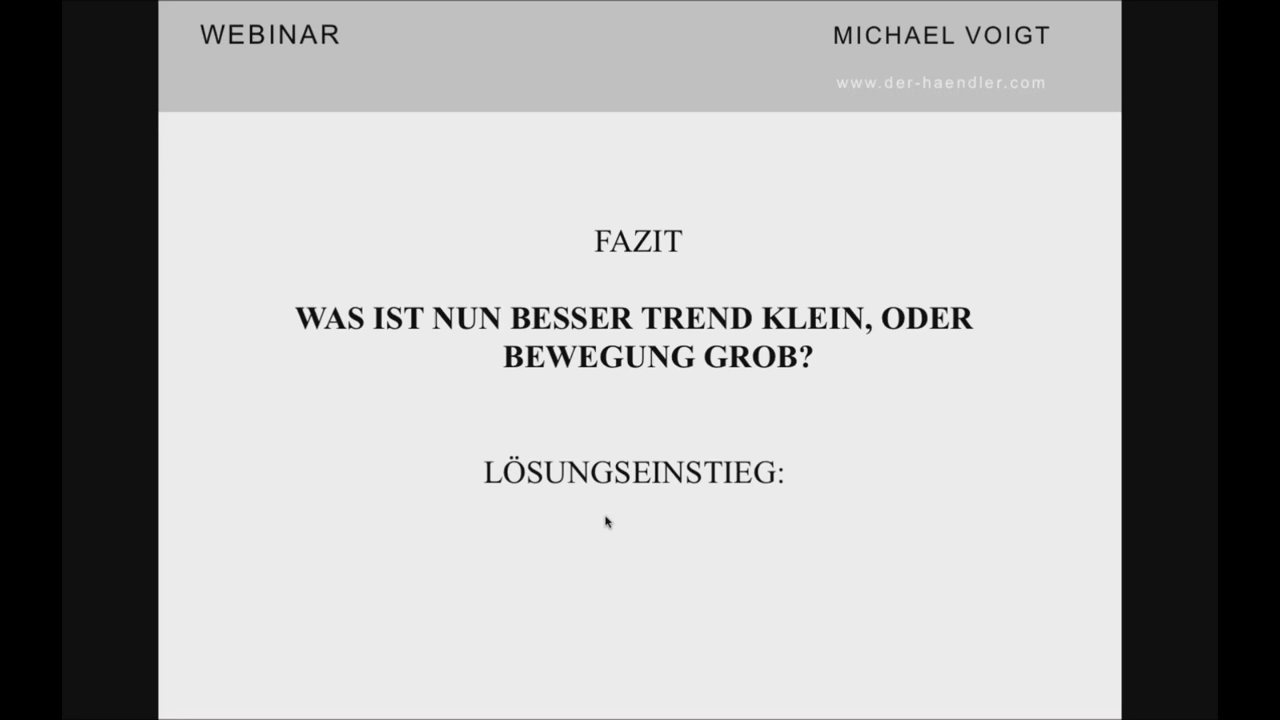 WEBINAR
MICHAEL VOIGT
www.der-haendler.com
FAZIT
WAS IST NUN BESSER TREND KLEIN, ODER
BEWEGUNG GROB?
LÖSUNGSEINSTIEG: